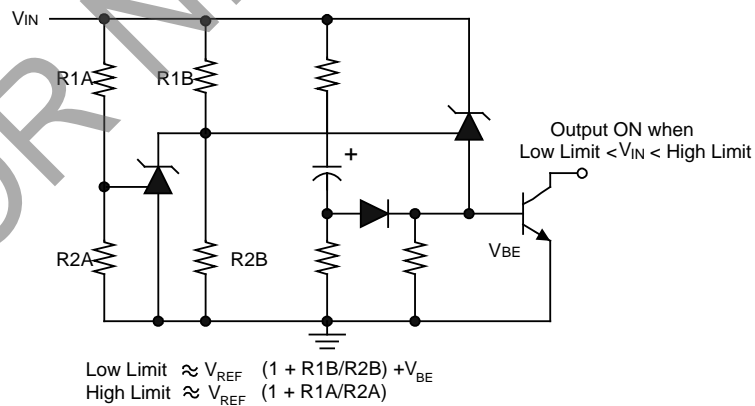 VIN
R1A
R1B
+
Output ON when
Low Limit < VIN < High Limit
R2A
R2B
VBE
Low Limit ≈ VREF (1 + R1B/R2B) +VBE
High Limit ≈ VREF (1 + R1A/R2A)